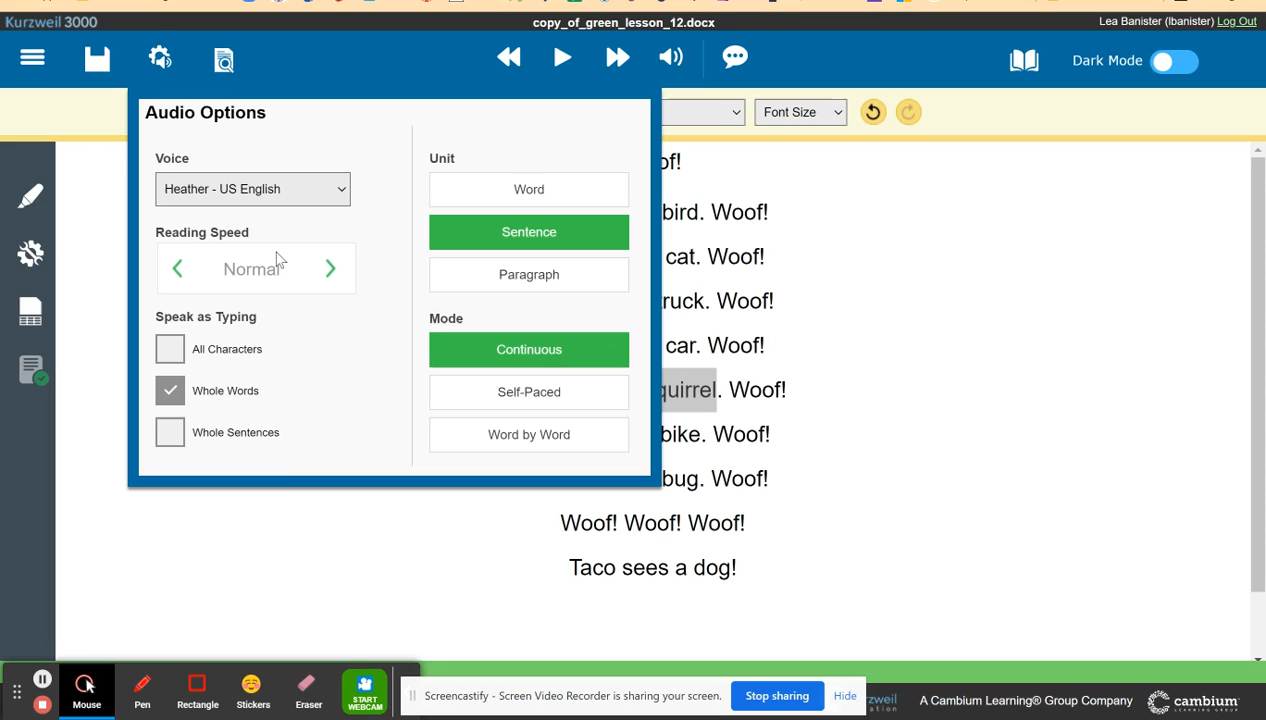 Kurzweil 3000
copy_of_green_lesson_12.docx
Lea Banister (lbanister) Log Out
Dark Mode
Font Size
Audio Options
Voice
Heather - US English
Reading Speed
Normal
Speak as Typing
All Characters
Whole Words
Whole Sentences
Unit
Word
Sentence
Paragraph
Mode
Continuous
Self-Paced
Word by Word
of!
bird. Woof!
cat. Woof!
ruck. Woof!
car. Woof!
quirrel. Woof!
bike. Woof!
bug. Woof!
Woof! Woof! Woof!
Taco sees a dog!
Mouse
Pen
Rectangle
Stickers
Eraser
START
WEBCAM
Screencastify - Screen Video Recorder is sharing your screen.
Stop sharing
Hide
A Cambium Learning® Group Company
cambium